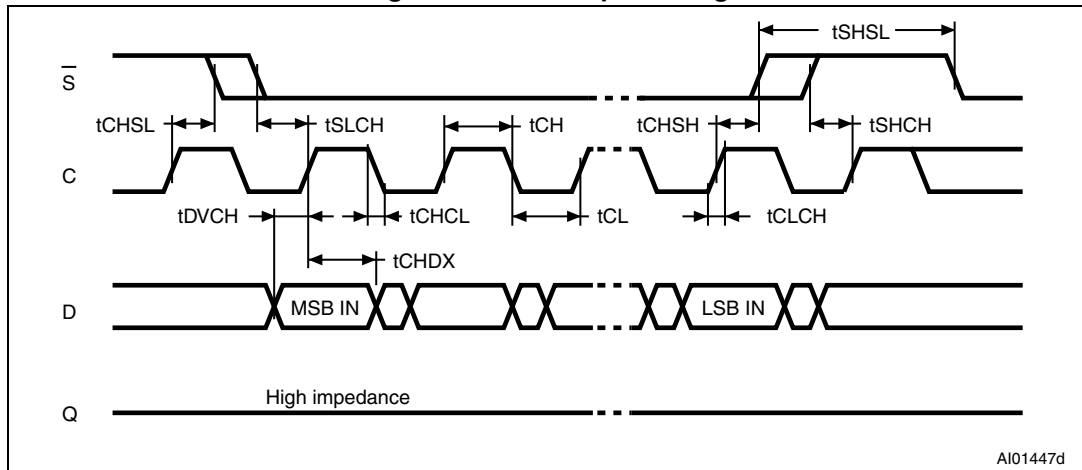 tSHSL
S
tCHSL
tSLCH
tCH
tCHSH
tSHCH
C
tDVCH
tCHCL
tCL
tCLCH
tCHDX
D
MSB IN
LSB IN
High impedance
Q
AI01447d